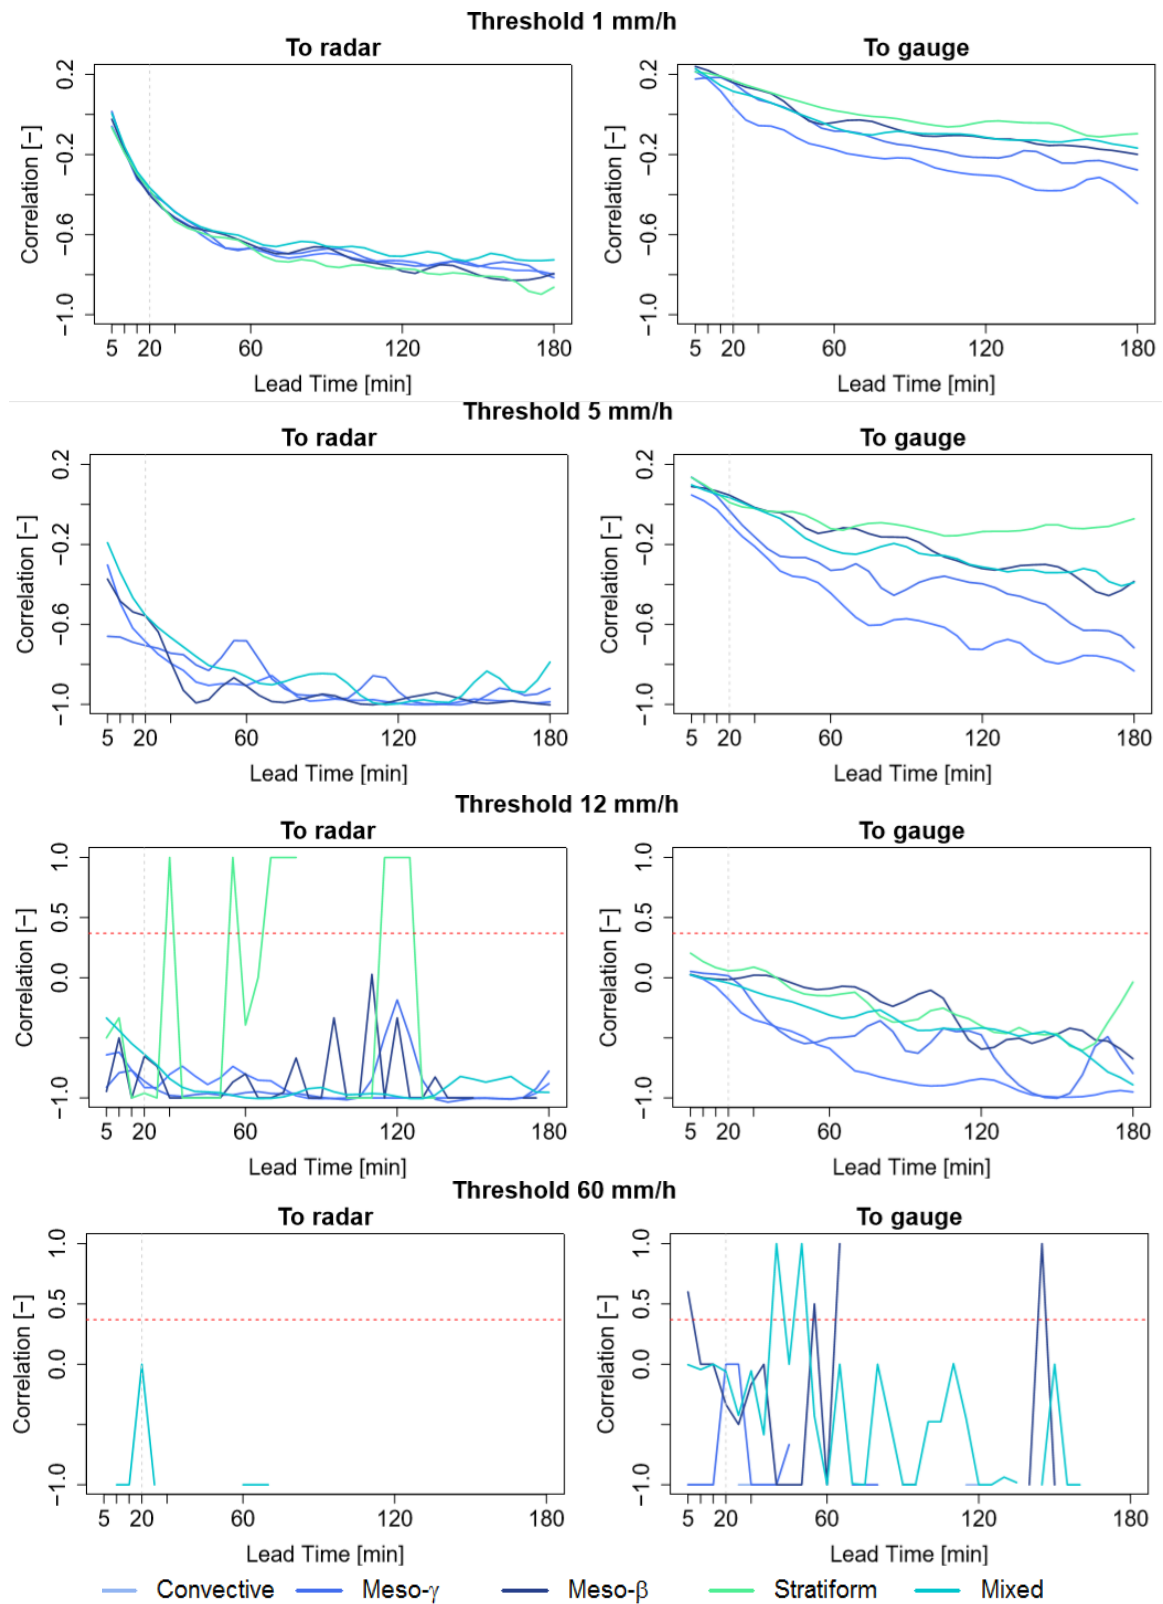 Threshold 1 mm/h
To radar To gauge
Correlation [−] 0.2 −0.2 −0.6 −1.0 Correlation [−] 0.2 −0.2 −0.6 −1.0
5 20 60 120 180 5 20 60 120 180
Lead Time [min] Lead Time [min]
Threshold 5 mm/h
To radar To gauge
Correlation [−] 0.2 −0.2 −0.6 −1.0 Correlation [−] 0.2 −0.2 −0.6 −1.0
5 20 60 120 180 5 20 60 120 180
Lead Time [min] Lead Time [min]
Threshold 12 mm/h
To radar To gauge
Correlation [−] 1.0 0.5 0.0 −1.0 Correlation [−] 1.0 0.5 0.0 −1.0
5 20 60 120 180 5 20 60 120 180
Lead Time [min] Lead Time [min]
Threshold 60 mm/h
To radar To gauge
Correlation [−] 1.0 0.5 0.0 −1.0 Correlation [−] 1.0 0.5 0.0 −1.0
5 20 60 120 180 5 20 60 120 180
Lead Time [min] Lead Time [min]
Convective Meso-γ Meso-β Stratiform Mixed